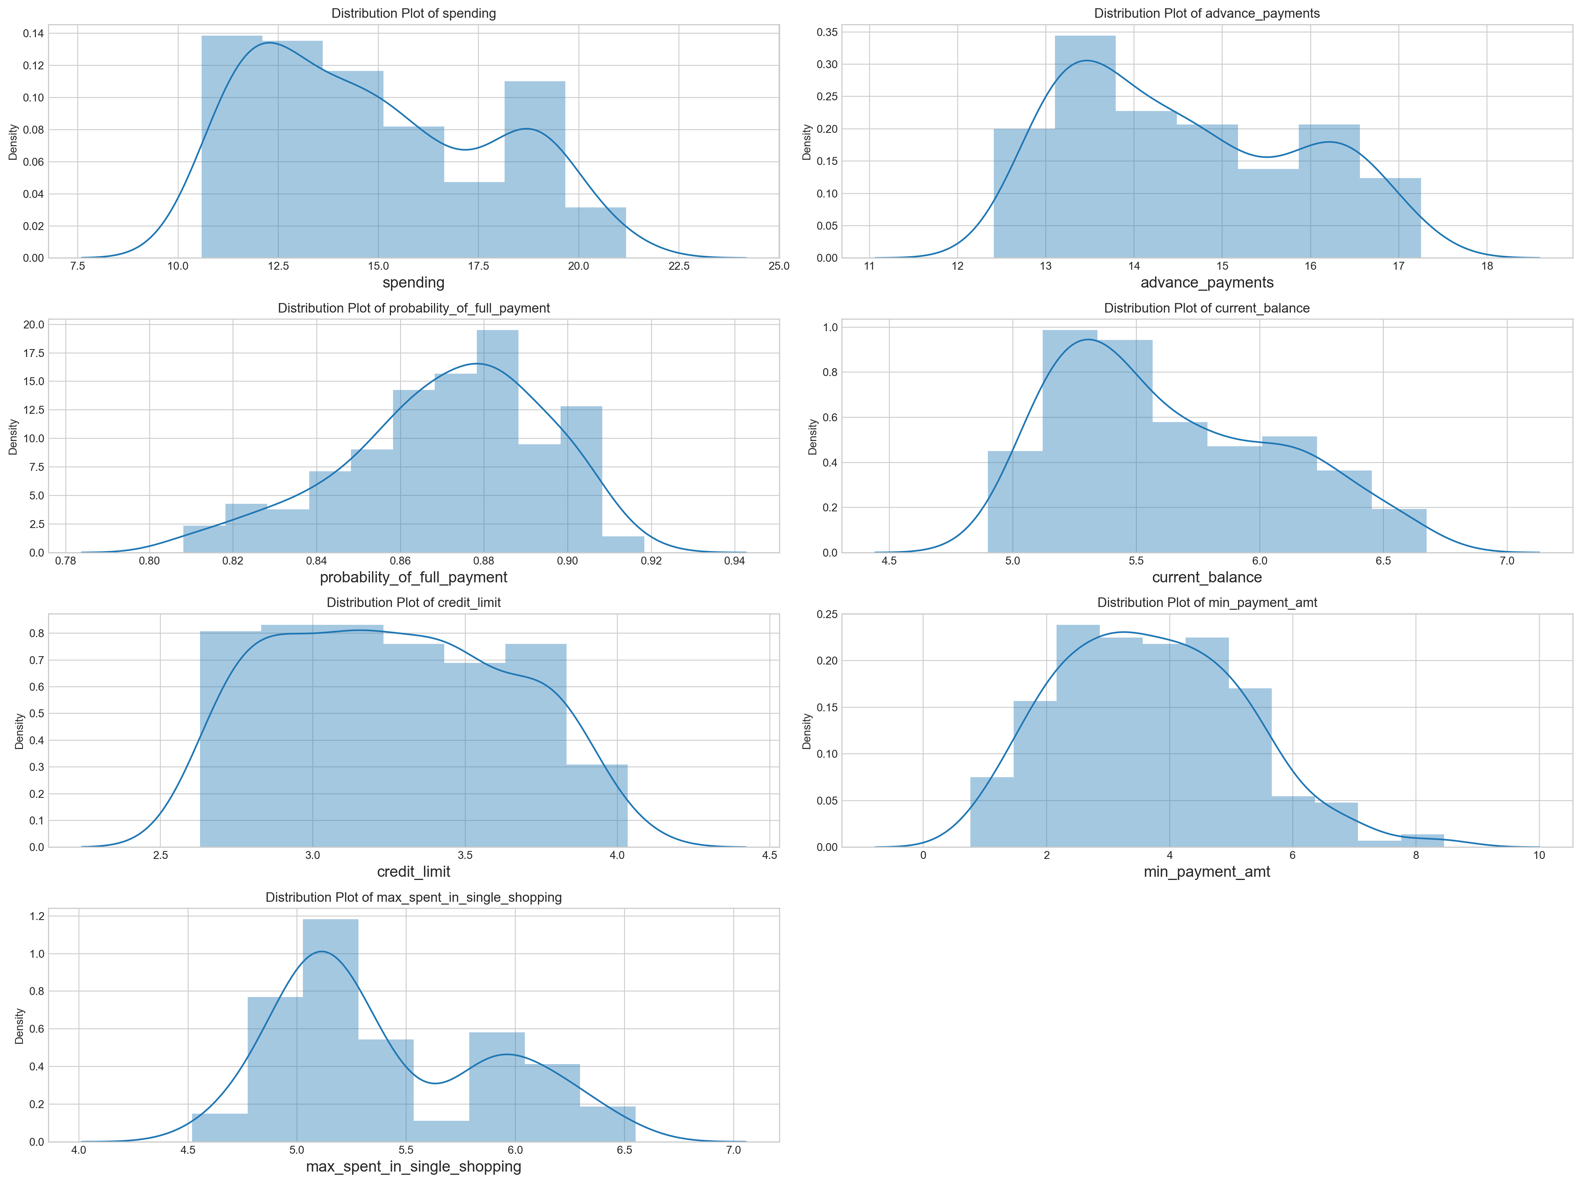 Distribution Plot of spending
0.14
0.12
0.10
0.08
0.06
0.04
0.02
0.00
Density
7.5 10.0 12.5 15.0 17.5 20.0 22.5 25.0
spending
Distribution Plot of advance_payments
0.35
0.30
0.25
0.20
0.15
0.10
0.05
0.00
Density
11 12 13 14 15 16 17 18
advance_payments
Distribution Plot of probability_of_full_payment
20.0
17.5
15.0
12.5
10.0
7.5
5.0
2.5
0.0
Density
0.78 0.80 0.82 0.84 0.86 0.88 0.90 0.92 0.94
probability_of_full_payment
Distribution Plot of current_balance
1.0
0.8
0.6
0.4
0.2
0.0
Density
4.5 5.0 5.5 6.0 6.5 7.0
current_balance
Distribution Plot of credit_limit
0.8
0.7
0.6
0.5
0.4
0.3
0.2
0.1
0.0
Density
2.5 3.0 3.5 4.0 4.5
credit_limit
Distribution Plot of min_payment_amt
0.25
0.20
0.15
0.10
0.05
0.00
Density
0 2 4 6 8 10
min_payment_amt
Distribution Plot of max_spent_in_single_shopping
1.2
1.0
0.8
0.6
0.4
0.2
0.0
Density
4.0 4.5 5.0 5.5 6.0 6.5 7.0
max_spent_in_single_shopping